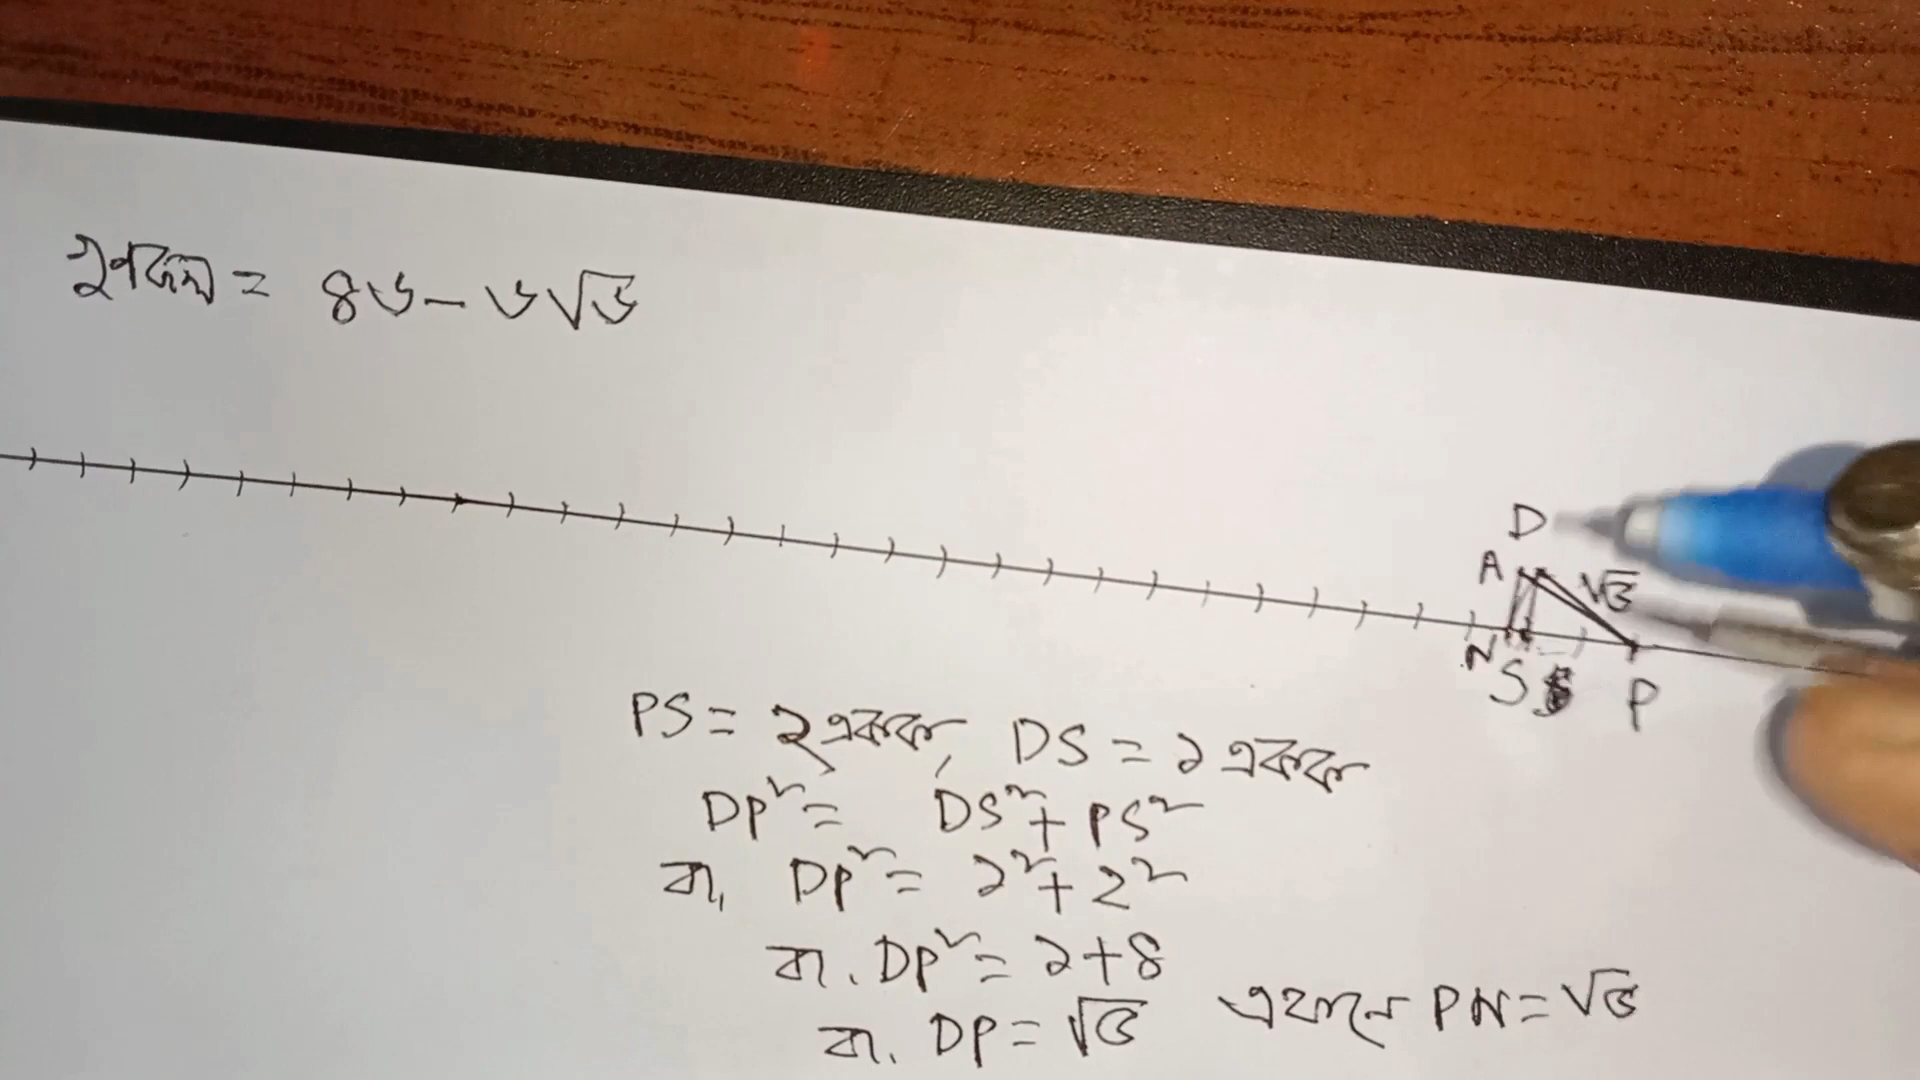 গুণফল = ৪৬ - ৬√৫
D
A √৫
N S P
PS = ২ একক, DS = ১ একক
DP² = DS² + PS²
বা, DP² = ১² + ২²
বা, DP² = ১ + ৪
বা, DP = √৫ এখানে PN = √৫